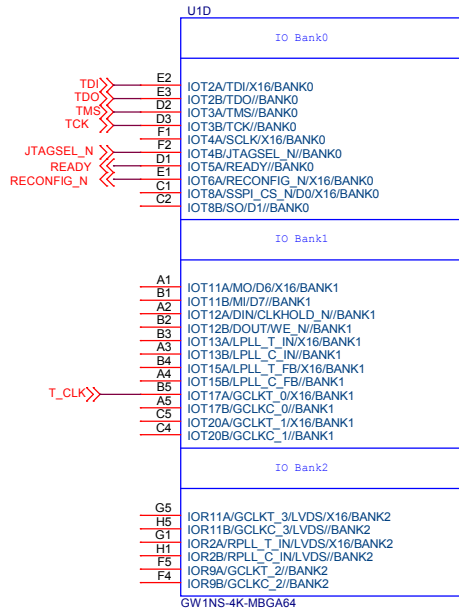 U1D
IO Bank0
TDI E2 IOT2A/TDI/X16/BANK0
TDO E3 IOT2B/TDO//BANK0
TMS D2 IOT3A/TMS//BANK0
TCK D3 IOT3B/TCK//BANK0
F1 IOT4A/SCLK/X16/BANK0
JTAGSEL_N F2 IOT4B/JTAGSEL_N//BANK0
READY D1 IOT5A/READY//BANK0
RECONFIG_N E1 IOT6A/RECONFIG_N/X16/BANK0
C1 IOT8A/SSPI_CS_N/D0/X16/BANK0
C2 IOT8B/SO/D1//BANK0
IO Bank1
A1 IOT11A/MO/D6/X16/BANK1
B1 IOT11B/MI/D7//BANK1
A2 IOT12A/DIN/CLKHOLD_N//BANK1
B2 IOT12B/DOUT/WE_N//BANK1
B3 IOT13A/LPLL_T_IN/X16/BANK1
A3 IOT13B/LPLL_C_IN//BANK1
B4 IOT15A/LPLL_T_FB/X16/BANK1
A4 IOT15B/LPLL_C_FB//BANK1
T_CLK B5 IOT17A/GCLKT_0/X16/BANK1
A5 IOT17B/GCLKC_0//BANK1
C5 IOT20A/GCLKT_1/X16/BANK1
C4 IOT20B/GCLKC_1//BANK1
IO Bank2
G5 IOR11A/GCLKT_3/LVDS/X16/BANK2
H5 IOR11B/GCLKC_3/LVDS//BANK2
G1 IOR2A/RPLL_T_IN/LVDS/X16/BANK2
H1 IOR2B/RPLL_C_IN/LVDS//BANK2
F5 IOR9A/GCLKT_2//BANK2
F4 IOR9B/GCLKC_2//BANK2
GW1NS-4K-MBGA64